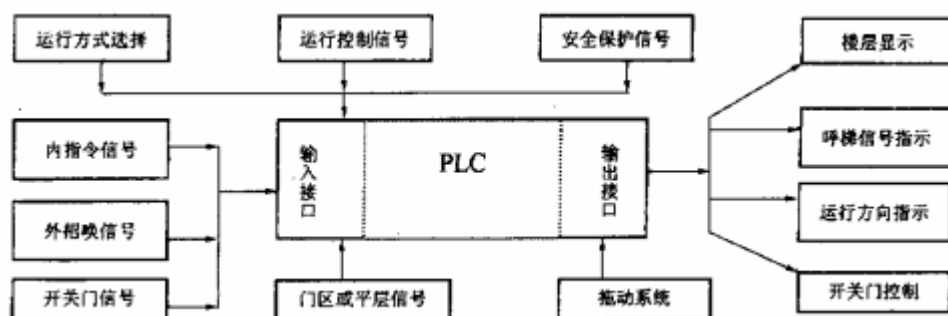 运行方式选择
运行控制信号
安全保护信号
楼层显示
内指令信号
外招唤信号
开关门信号
输入接口
PLC
输出接口
呼梯信号指示
运行方向指示
门区或平层信号
拖动系统
开关门控制